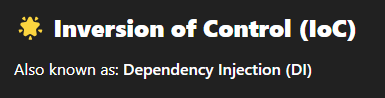 🌟 Inversion of Control (IoC)
Also known as: Dependency Injection (DI)